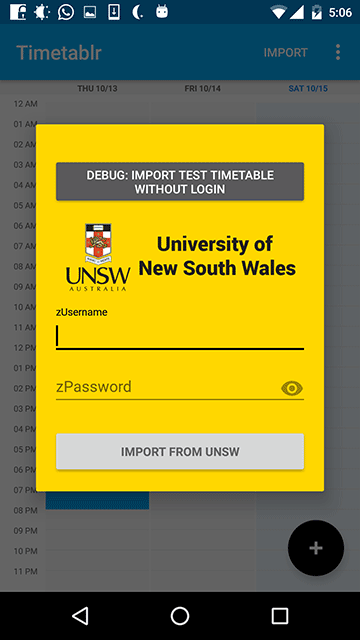 5:06
Timetablr
IMPORT
THU 10/13
FRI 10/14
SAT 10/15
12 AM
01 AM
02 AM
03 AM
04 AM
05 AM
06 AM
07 AM
08 AM
09 AM
10 AM
11 AM
12 PM
01 PM
02 PM
03 PM
04 PM
05 PM
06 PM
07 PM
08 PM
09 PM
10 PM
11 PM
DEBUG: IMPORT TEST TIMETABLE
WITHOUT LOGIN
UNSW
AUSTRALIA
University of
New South Wales
zUsername
zPassword
IMPORT FROM UNSW